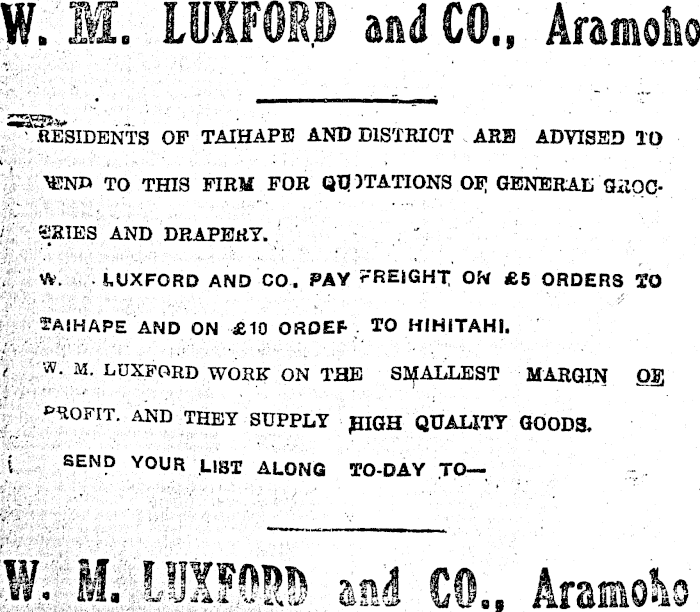 W. M. LUXFORD and CO., Aramoho
RESIDENTS OF TAIHAPE AND DISTRICT ARE ADVISED TO
SEND TO THIS FIRM FOR QUOTATIONS OF GENERAL GROC-
ERIES AND DRAPERY.
W. LUXFORD AND CO. PAY FREIGHT ON £5 ORDERS TO
TAIHAPE AND ON £10 ORDER TO HIHITAHI.
W. M. LUXFORD WORK ON THE SMALLEST MARGIN OF
PROFIT. AND THEY SUPPLY HIGH QUALITY GOODS.
SEND YOUR LIST ALONG TO-DAY TO—
W. M. LUXFORD and CO., Aramoho